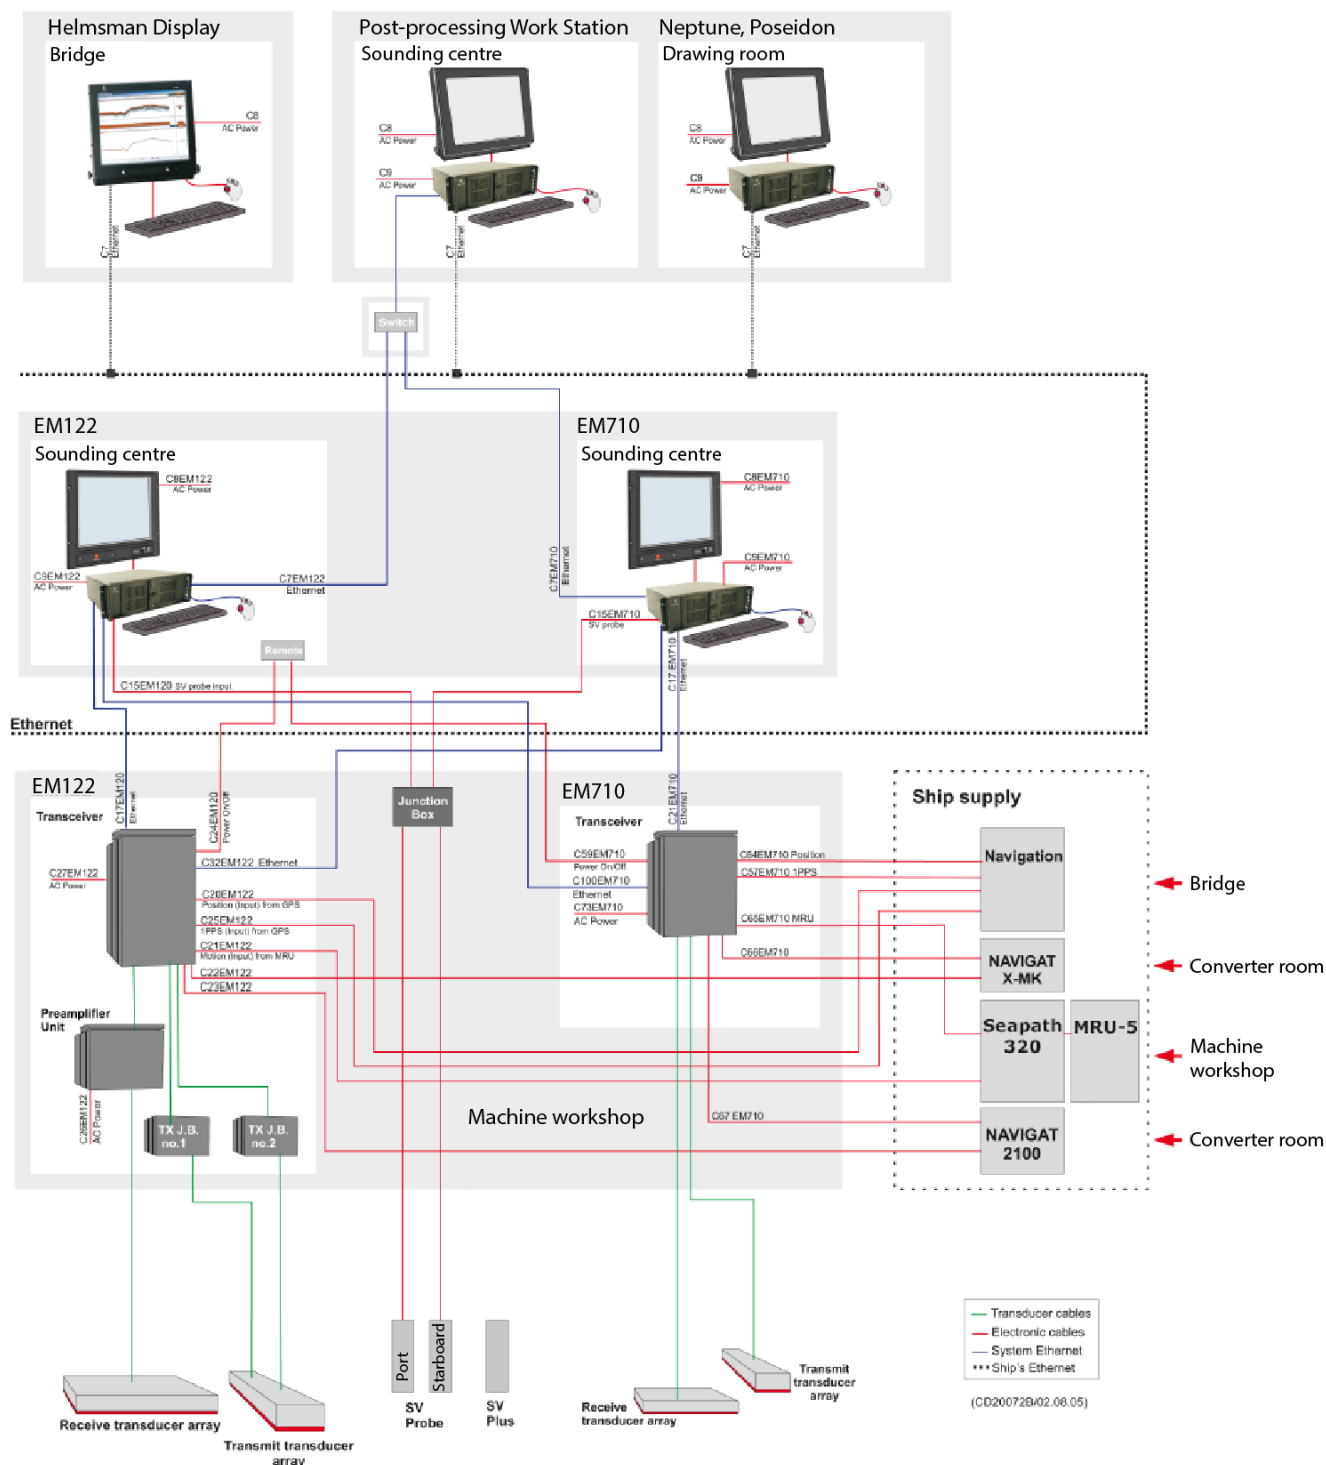 Helmsman Display
Bridge
C8
AC Power
C7
Ethernet
Post-processing Work Station
Sounding centre
C8
AC Power
C9
AC Power
C7
Ethernet
Neptune, Poseidon
Drawing room
C8
AC Power
C9
AC Power
C7
Ethernet
Switch
EM122
Sounding centre
C8EM122
AC Power
C9EM122
AC Power
C7EM122
Ethernet
Remote
C15EM120 SV probe input
EM710
Sounding centre
C8EM710
AC Power
C9EM710
AC Power
C7EM710
Ethernet
C15EM710
SV probe
C17EM710
Ethernet
Ethernet
EM122
Transceiver
C17EM120
Ethernet
C24EM120
Power On/Off
C27EM122
AC Power
C32EM122 Ethernet
C20EM122
Position (Input) from GPS
C25EM122
1PPS (Input) from GPS
C21EM122
Motion (Input) from MRU
C22EM122
C23EM122
Preamplifier
Unit
C26EM122
AC Power
TX J.B.
no.1
TX J.B.
no.2
Junction
Box
Machine workshop
EM710
Transceiver
C21EM710
Ethernet
C59EM710
Power On/Off
C100EM710
Ethernet
C73EM710
AC Power
C64EM710 Position
C57EM710 1PPS
C65EM710 MRU
C66EM710
C67 EM710
Ship supply
Navigation
NAVIGAT
X-MK
Seapath
320
MRU-5
NAVIGAT
2100
Bridge
Converter room
Machine
workshop
Converter room
Receive transducer array
Transmit transducer
array
Port
Starboard
SV
Probe
SV
Plus
Receive
transducer array
Transmit
transducer
array
Transducer cables
Electronic cables
System Ethernet
Ship's Ethernet
(CD20072B/02.08.05)